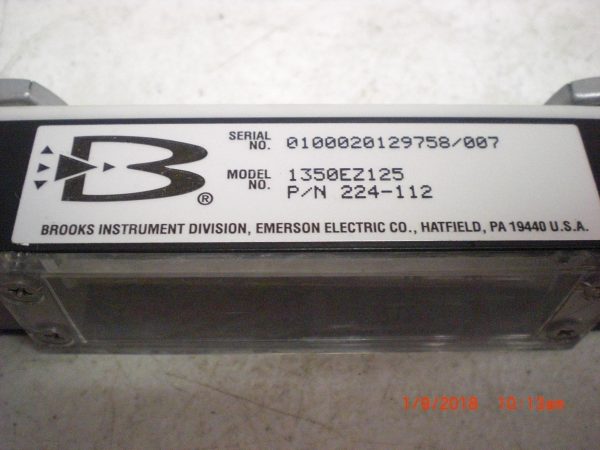 SERIAL NO. 0100020129758/007
MODEL NO. 1350EZ125
P/N 224-112
B®
BROOKS INSTRUMENT DIVISION, EMERSON ELECTRIC CO., HATFIELD, PA 19440 U.S.A.
1/9/2018 10:13am